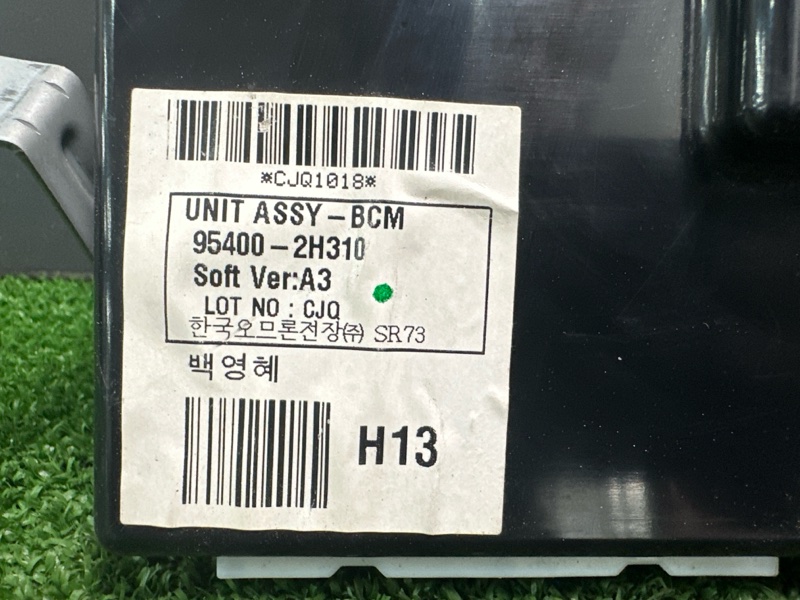 *CJQ1018*
UNIT ASSY-BCM
95400-2H310
Soft Ver:A3
LOT NO : CJQ
한국오므론전장㈜ SR73
백영혜
H13